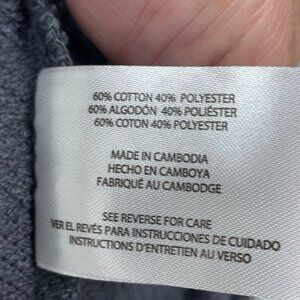 60% COTTON 40% POLYESTER
60% ALGODÓN 40% POLIÉSTER
60% COTON 40% POLYESTER
MADE IN CAMBODIA
HECHO EN CAMBOYA
FABRIQUÉ AU CAMBODGE
SEE REVERSE FOR CARE
VER EL REVÉS PARA INSTRUCCIONES DE CUIDADO
INSTRUCTIONS D'ENTRETIEN AU VERSO